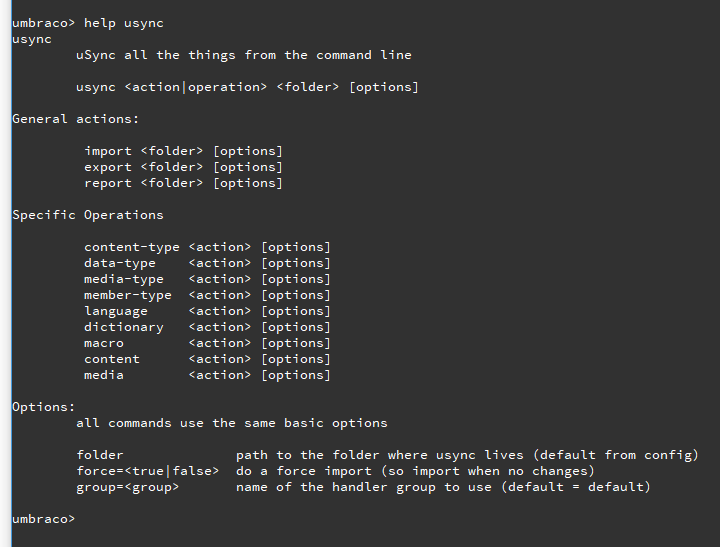 umbraco> help usync
usync
uSync all the things from the command line
usync <action|operation> <folder> [options]
General actions:
import <folder> [options]
export <folder> [options]
report <folder> [options]
Specific Operations
content-type <action> [options]
data-type <action> [options]
media-type <action> [options]
member-type <action> [options]
language <action> [options]
dictionary <action> [options]
macro <action> [options]
content <action> [options]
media <action> [options]
Options:
all commands use the same basic options
folder path to the folder where usync lives (default from config)
force=<true|false> do a force import (so import when no changes)
group=<group> name of the handler group to use (default = default)
umbraco>